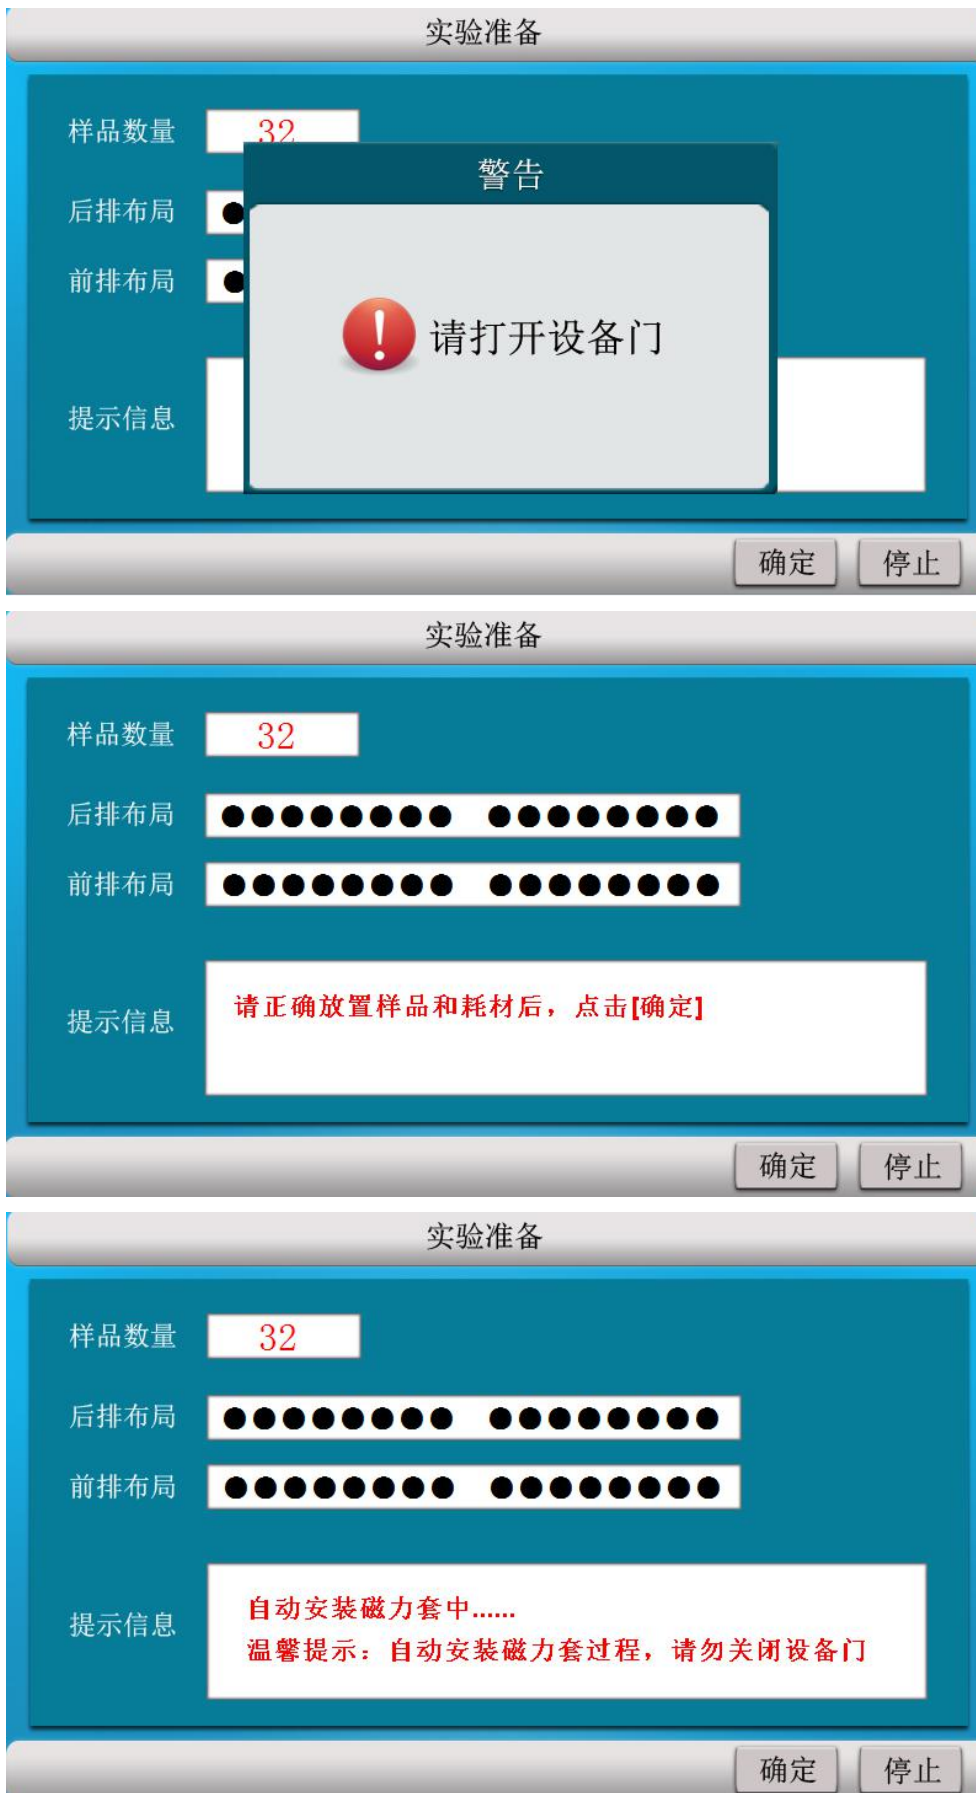 实验准备
样品数量 32
警告
后排布局
前排布局
请打开设备门
提示信息
确定 停止
实验准备
样品数量 32
后排布局 ●●●●●●●● ●●●●●●●●
前排布局 ●●●●●●●● ●●●●●●●●
提示信息 请正确放置样品和耗材后，点击[确定]
确定 停止
实验准备
样品数量 32
后排布局 ●●●●●●●● ●●●●●●●●
前排布局 ●●●●●●●● ●●●●●●●●
自动安装磁力套中......
提示信息
温馨提示：自动安装磁力套过程，请勿关闭设备门
确定 停止